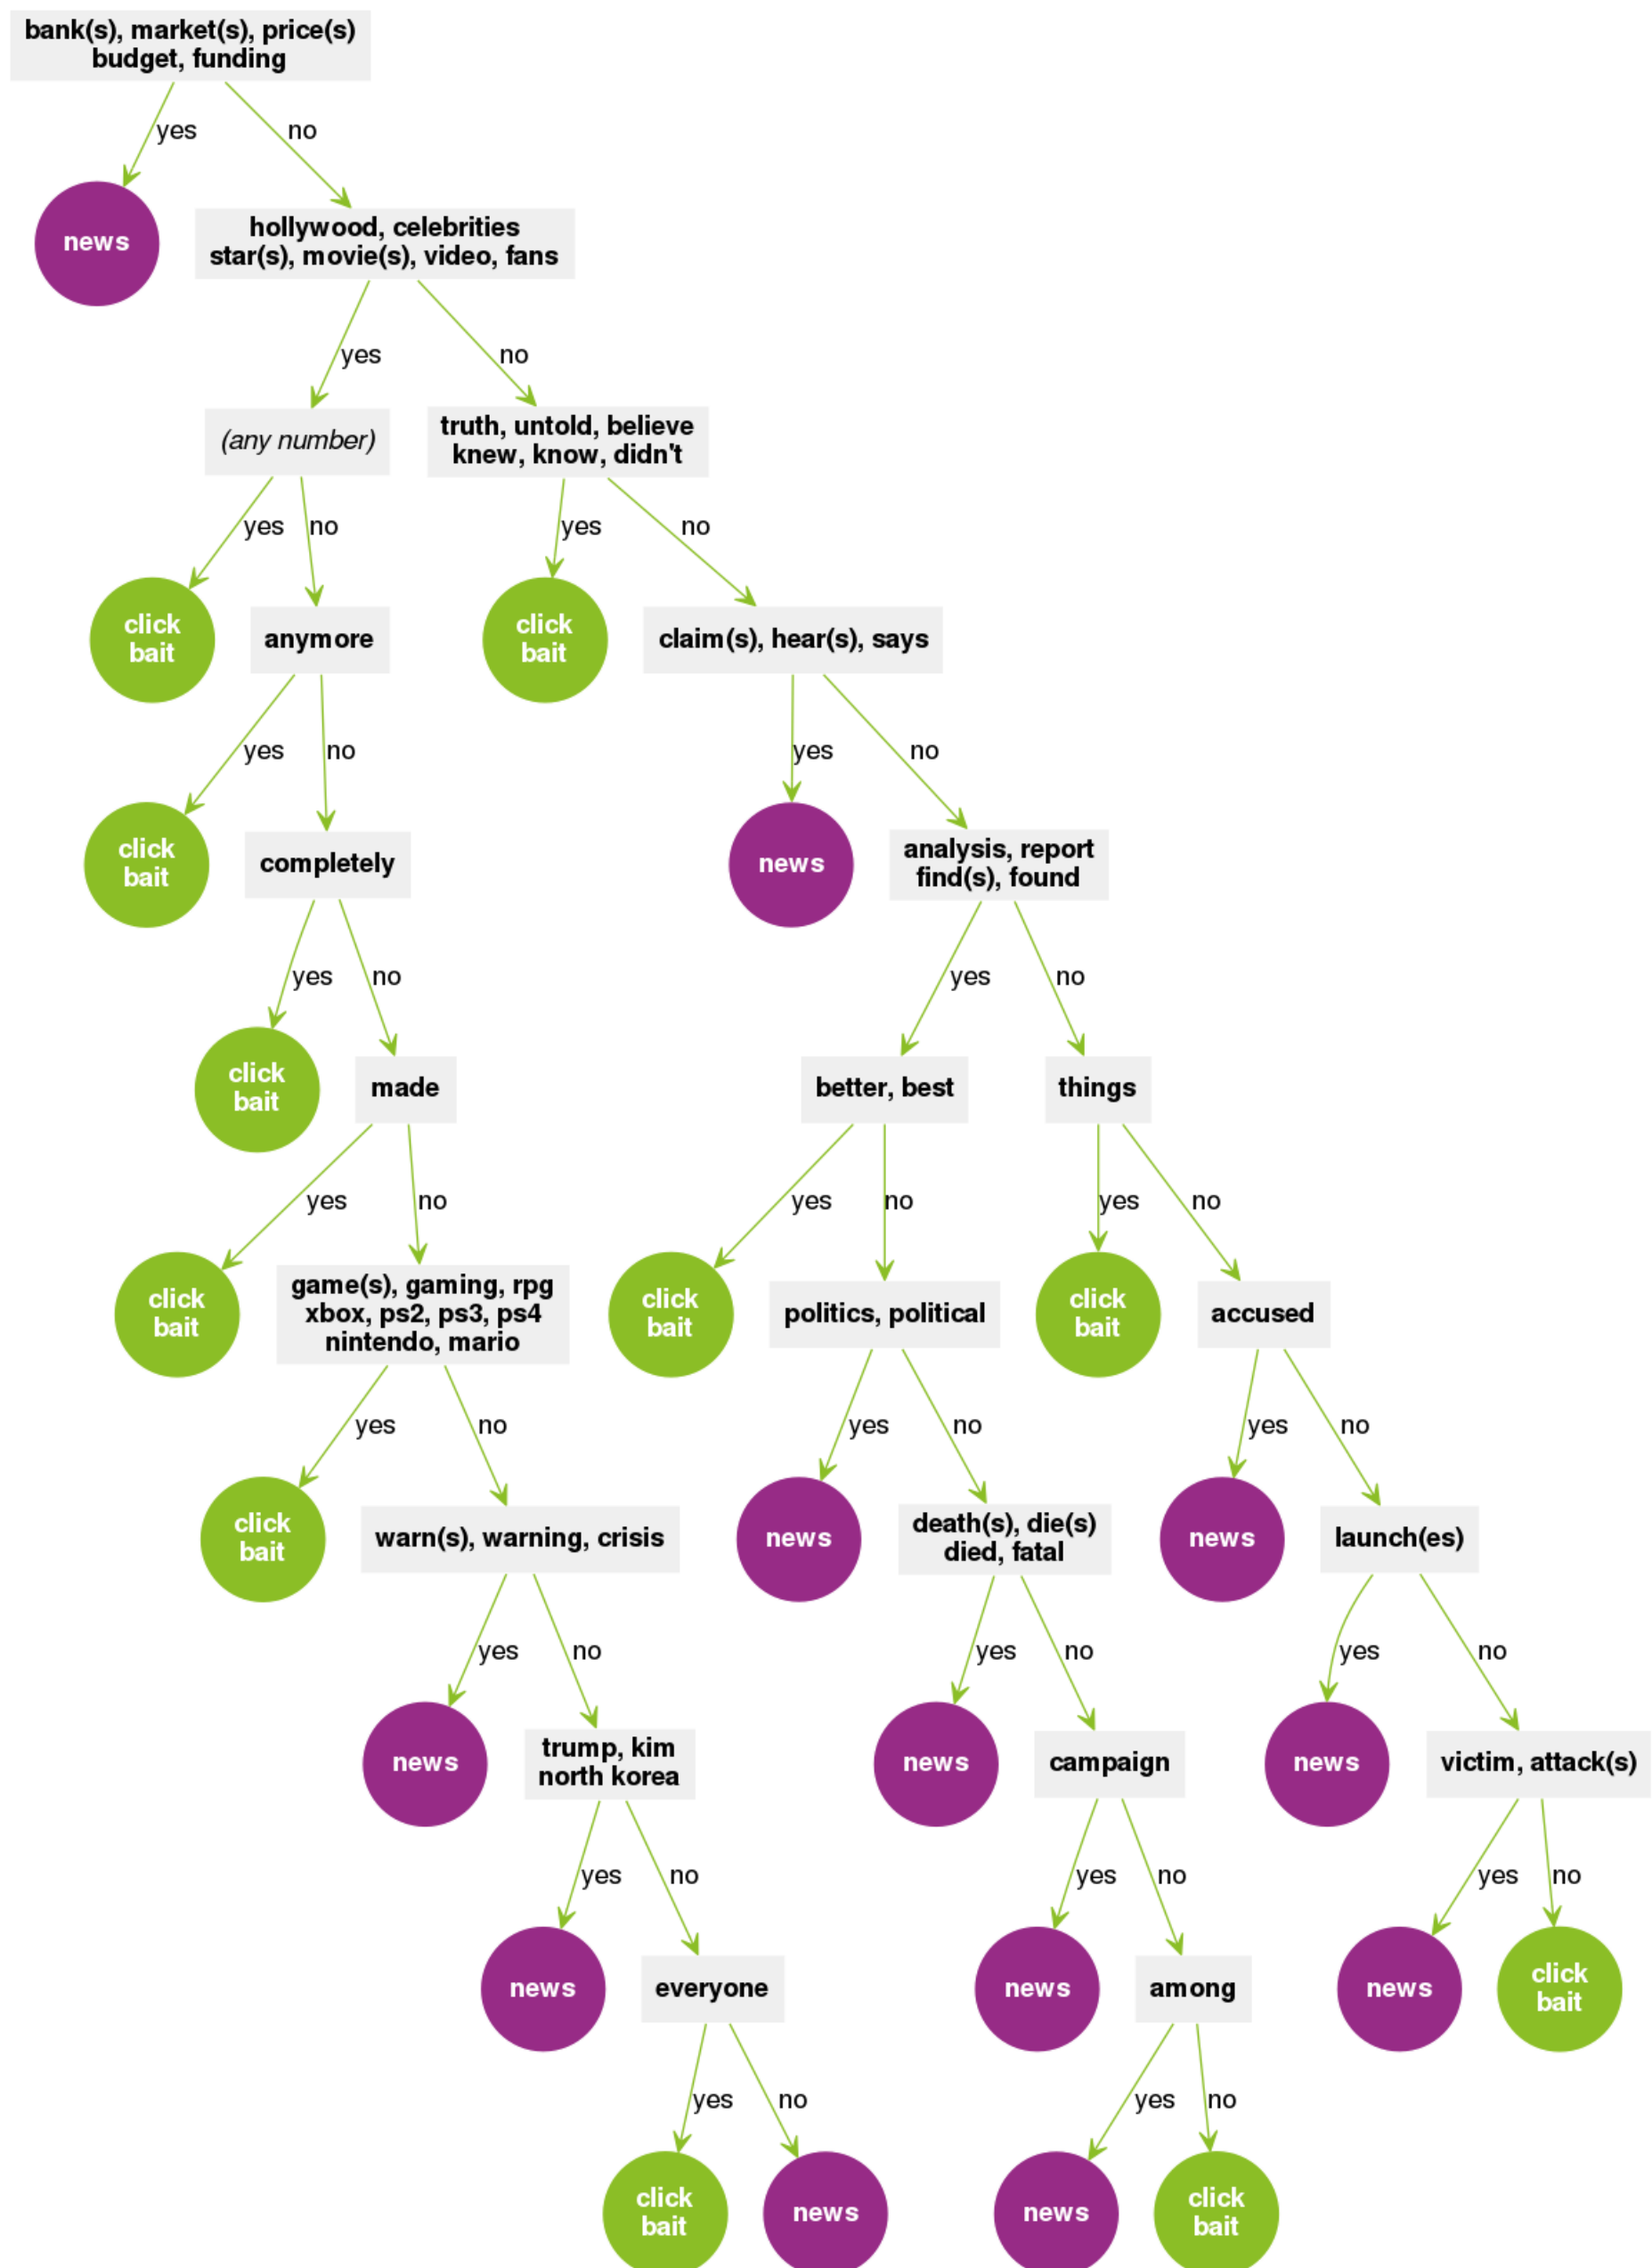 bank(s), market(s), price(s)
budget, funding
yes
no
news
hollywood, celebrities
star(s), movie(s), video, fans
yes
no
(any number)
truth, untold, believe
knew, know, didn't
yes
no
yes
no
click
bait
anymore
click
bait
claim(s), hear(s), says
yes
no
yes
no
click
bait
completely
news
analysis, report
find(s), found
yes
no
yes
no
click
bait
made
better, best
things
yes
no
yes
no
yes
no
click
bait
game(s), gaming, rpg
xbox, ps2, ps3, ps4
nintendo, mario
click
bait
politics, political
click
bait
accused
yes
no
yes
no
yes
no
click
bait
warn(s), warning, crisis
news
death(s), die(s)
died, fatal
news
launch(es)
yes
no
yes
no
yes
no
news
trump, kim
north korea
news
campaign
news
victim, attack(s)
yes
no
yes
no
yes
no
news
everyone
news
among
news
click
bait
yes
no
yes
no
click
bait
news
news
click
bait